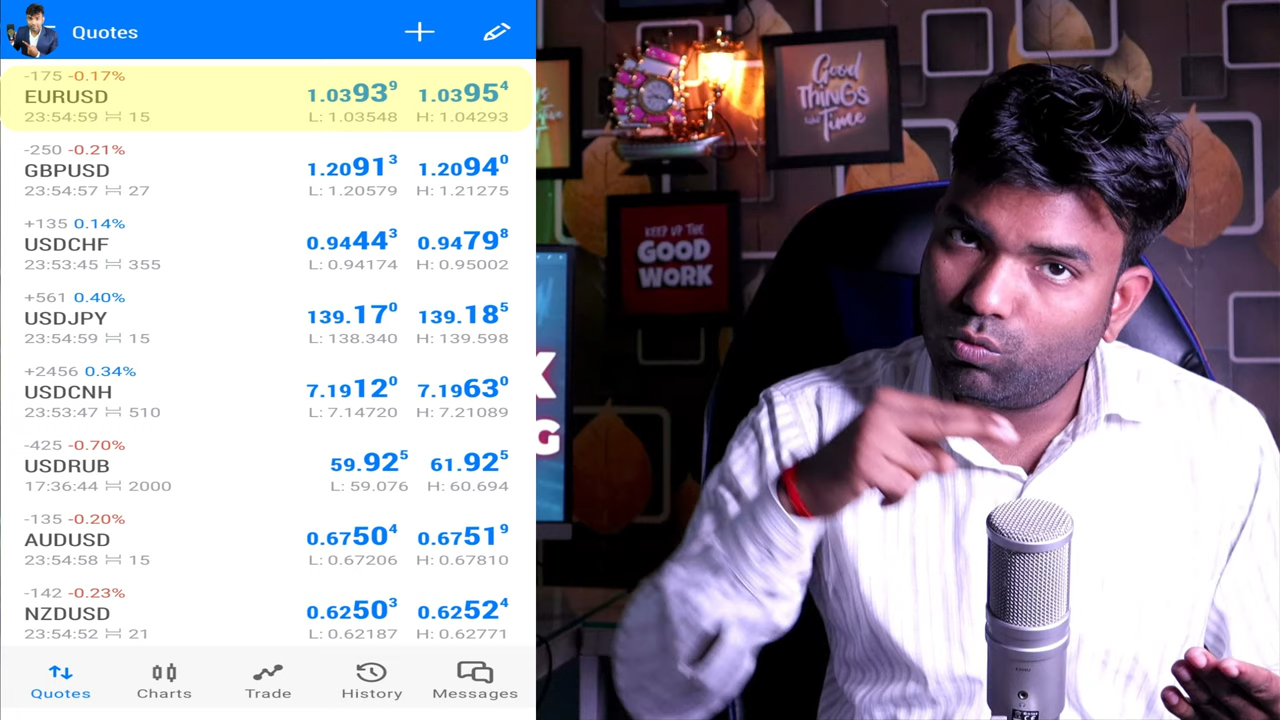 Quotes
-175 -0.17%
EURUSD 1.03939 1.03954
23:54:59 15 L: 1.03548 H: 1.04293
-250 -0.21%
GBPUSD 1.20913 1.20940
23:54:57 27 L: 1.20579 H: 1.21275
+135 0.14%
USDCHF 0.94443 0.94798
23:53:45 355 L: 0.94174 H: 0.95002
+561 0.40%
USDJPY 139.170 139.185
23:54:59 15 L: 138.340 H: 139.598
+2456 0.34%
USDCNH 7.19120 7.19630
23:53:47 510 L: 7.14720 H: 7.21089
-425 -0.70%
USDRUB 59.925 61.925
17:36:44 2000 L: 59.076 H: 60.694
-135 -0.20%
AUDUSD 0.67504 0.67519
23:54:58 15 L: 0.67206 H: 0.67810
-142 -0.23%
NZDUSD 0.62503 0.62524
23:54:52 21 L: 0.62187 H: 0.62771
Quotes Charts Trade History Messages
Good
THiNGS
take
Time
KEEP UP THE
GOOD
WORK
X
G